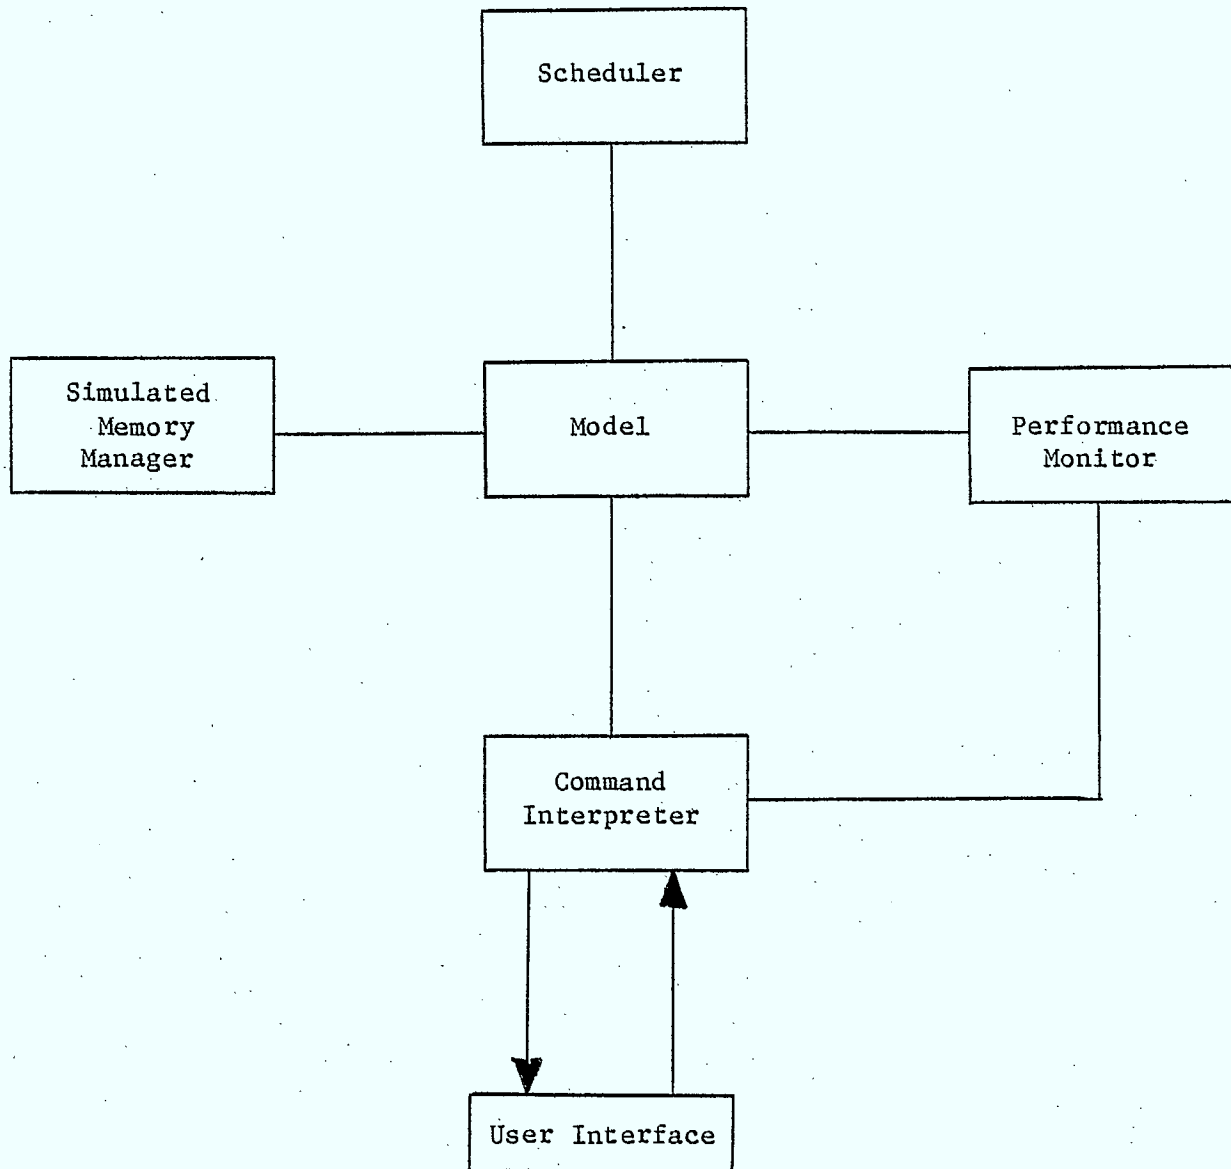 Scheduler
Simulated
Memory
Manager
Model
Performance
Monitor
Command
Interpreter
User Interface